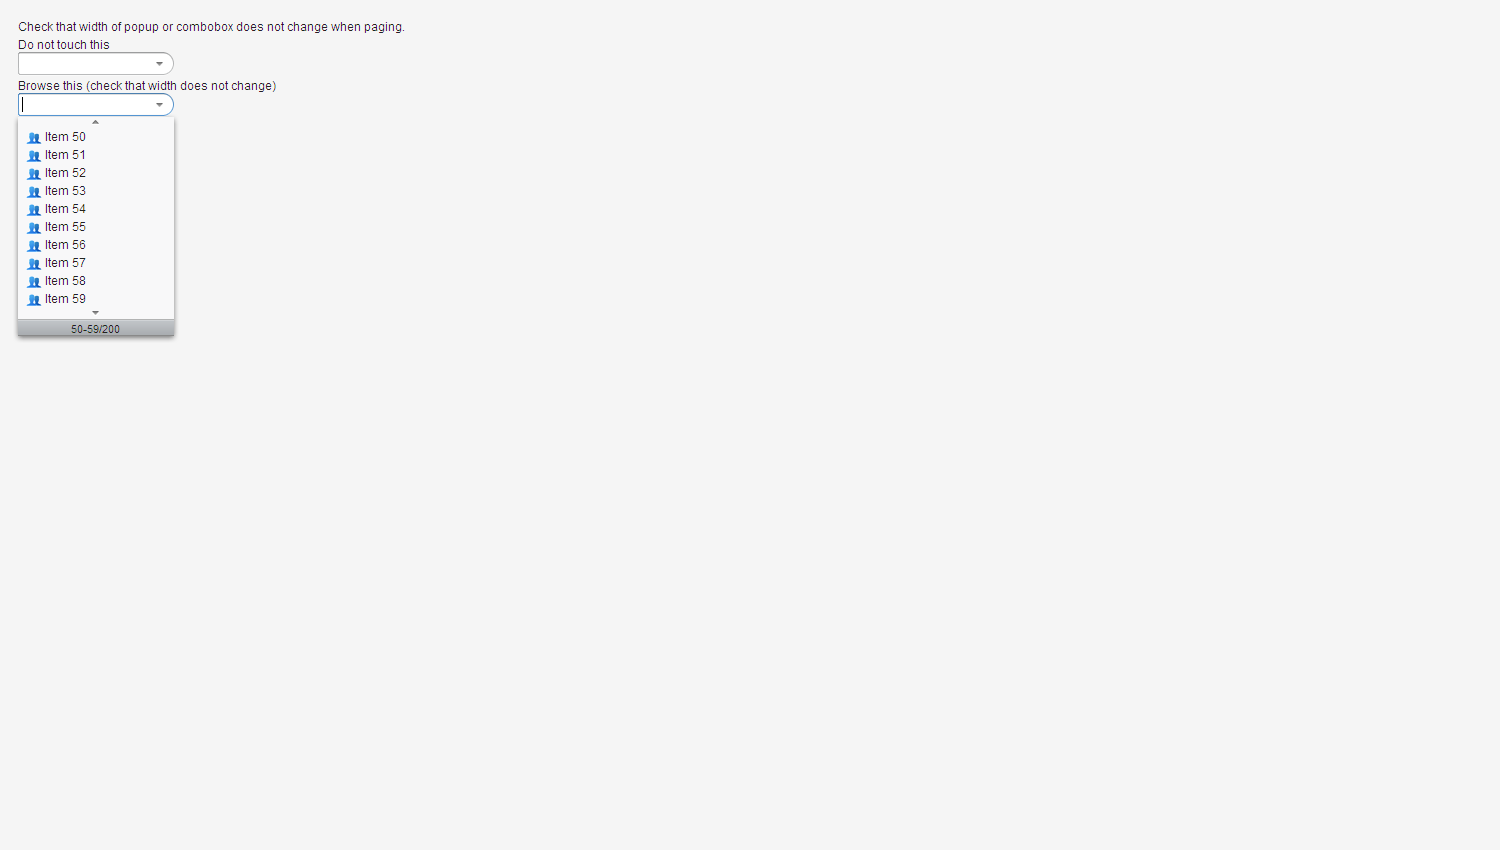 Check that width of popup or combobox does not change when paging.
Do not touch this
Browse this (check that width does not change)
Item 50
Item 51
Item 52
Item 53
Item 54
Item 55
Item 56
Item 57
Item 58
Item 59
50-59/200